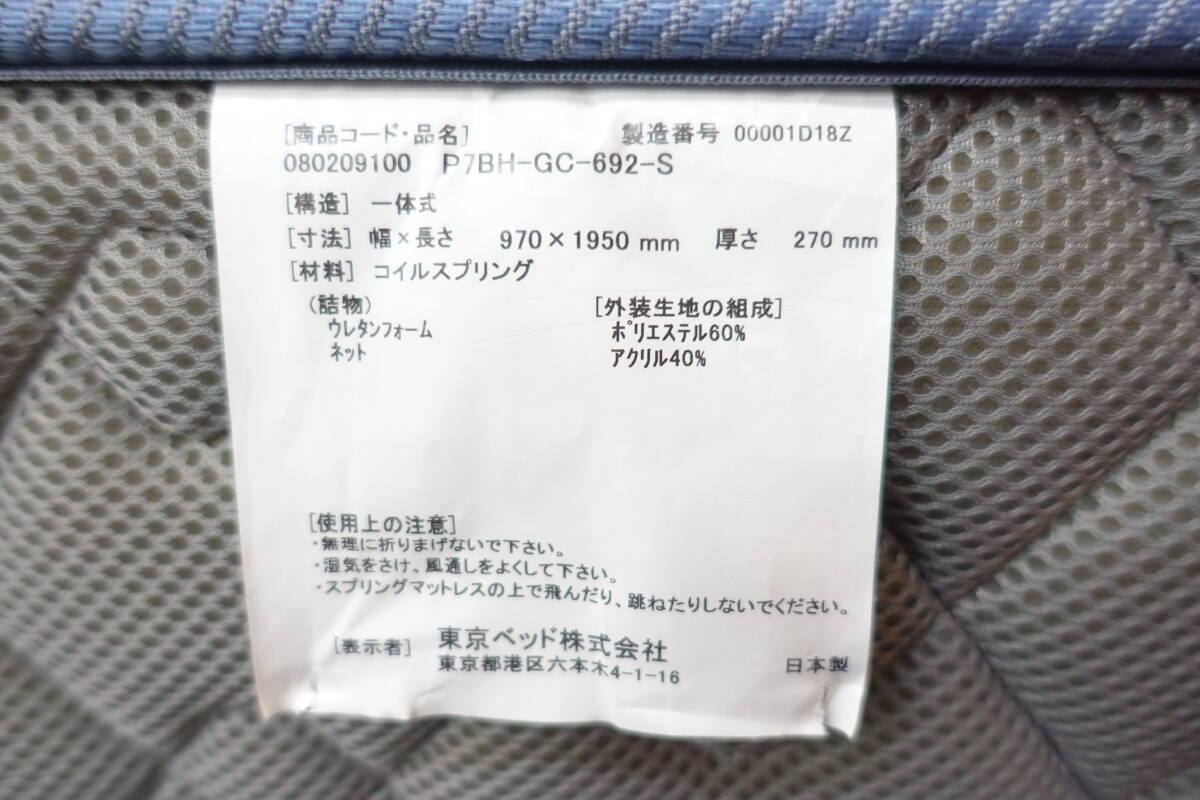 [商品コード・品名] 製造番号 00001D18Z
080209100 P7BH-GC-692-S
[構造] 一体式
[寸法] 幅×長さ 970×1950 mm 厚さ 270 mm
[材料] コイルスプリング
(詰物) [外装生地の組成]
ウレタンフォーム ポリエステル60%
ネット アクリル40%
[使用上の注意]
・無理に折りまげないで下さい。
・湿気をさけ、風通しをよくして下さい。
・スプリングマットレスの上で飛んだり、跳ねたりしないでください。
[表示者] 東京ベッド株式会社
東京都港区六本木4-1-16 日本製